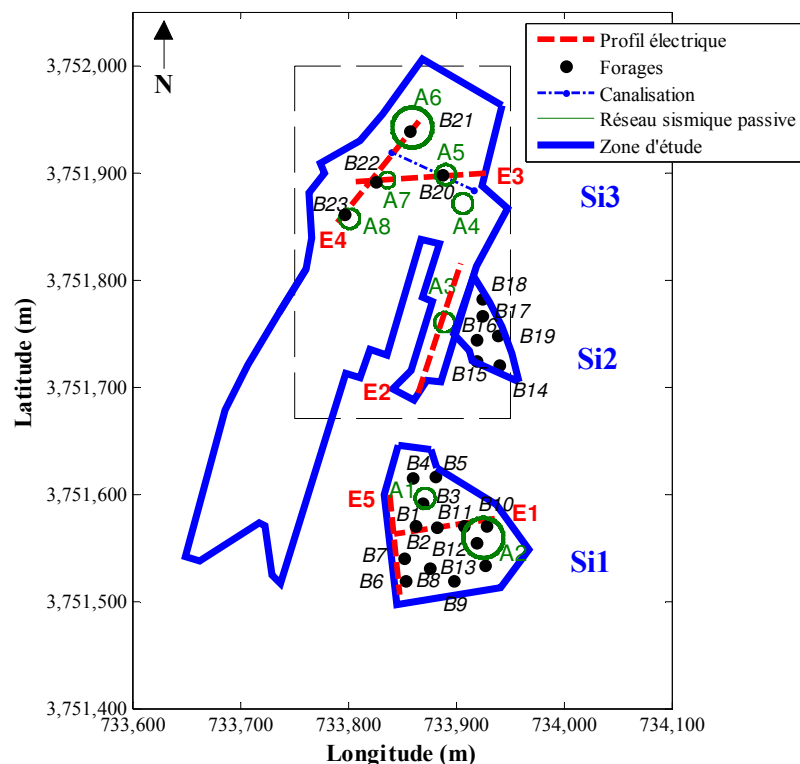 Profil électrique
Forages
Canalisation
Réseau sismique passive
Zone d'étude
N
3,752,000
3,751,900
3,751,800
3,751,700
3,751,600
3,751,500
3,751,400
Latitude (m)
A6
B21
B22
A5
E3
B20
A7
A4
B23
A8
E4
Si3
A3
B18
B17
B16
B19
Si2
B15
B14
E2
B4
B5
A1
B3
E5
B10
B1
B11
E1
B2
B12
A2
B7
B13
B6
B8
B9
Si1
733,600
733,700
733,800
733,900
734,000
734,100
Longitude (m)